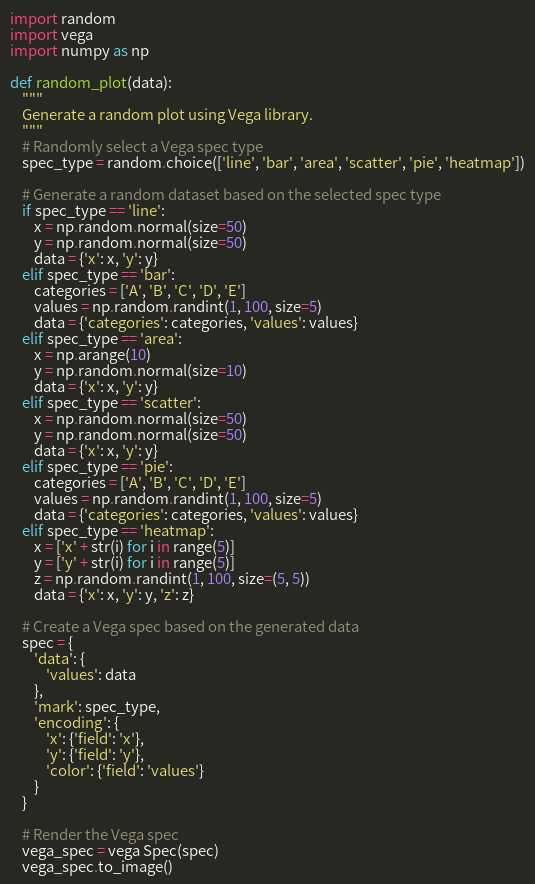 import random
import vega
import numpy as np

def random_plot(data):
    """
    Generate a random plot using Vega library.
    """
    # Randomly select a Vega spec type
    spec_type = random.choice(['line', 'bar', 'area', 'scatter', 'pie', 'heatmap'])

    # Generate a random dataset based on the selected spec type
    if spec_type == 'line':
        x = np.random.normal(size=50)
        y = np.random.normal(size=50)
        data = {'x': x, 'y': y}
    elif spec_type == 'bar':
        categories = ['A', 'B', 'C', 'D', 'E']
        values = np.random.randint(1, 100, size=5)
        data = {'categories': categories, 'values': values}
    elif spec_type == 'area':
        x = np.arange(10)
        y = np.random.normal(size=10)
        data = {'x': x, 'y': y}
    elif spec_type == 'scatter':
        x = np.random.normal(size=50)
        y = np.random.normal(size=50)
        data = {'x': x, 'y': y}
    elif spec_type == 'pie':
        categories = ['A', 'B', 'C', 'D', 'E']
        values = np.random.randint(1, 100, size=5)
        data = {'categories': categories, 'values': values}
    elif spec_type == 'heatmap':
        x = ['x' + str(i) for i in range(5)]
        y = ['y' + str(i) for i in range(5)]
        z = np.random.randint(1, 100, size=(5, 5))
        data = {'x': x, 'y': y, 'z': z}

    # Create a Vega spec based on the generated data
    spec = {
        'data': {
            'values': data
        },
        'mark': spec_type,
        'encoding': {
            'x': {'field': 'x'},
            'y': {'field': 'y'},
            'color': {'field': 'values'}
        }
    }

    # Render the Vega spec
    vega_spec = vega Spec(spec)
    vega_spec.to_image()